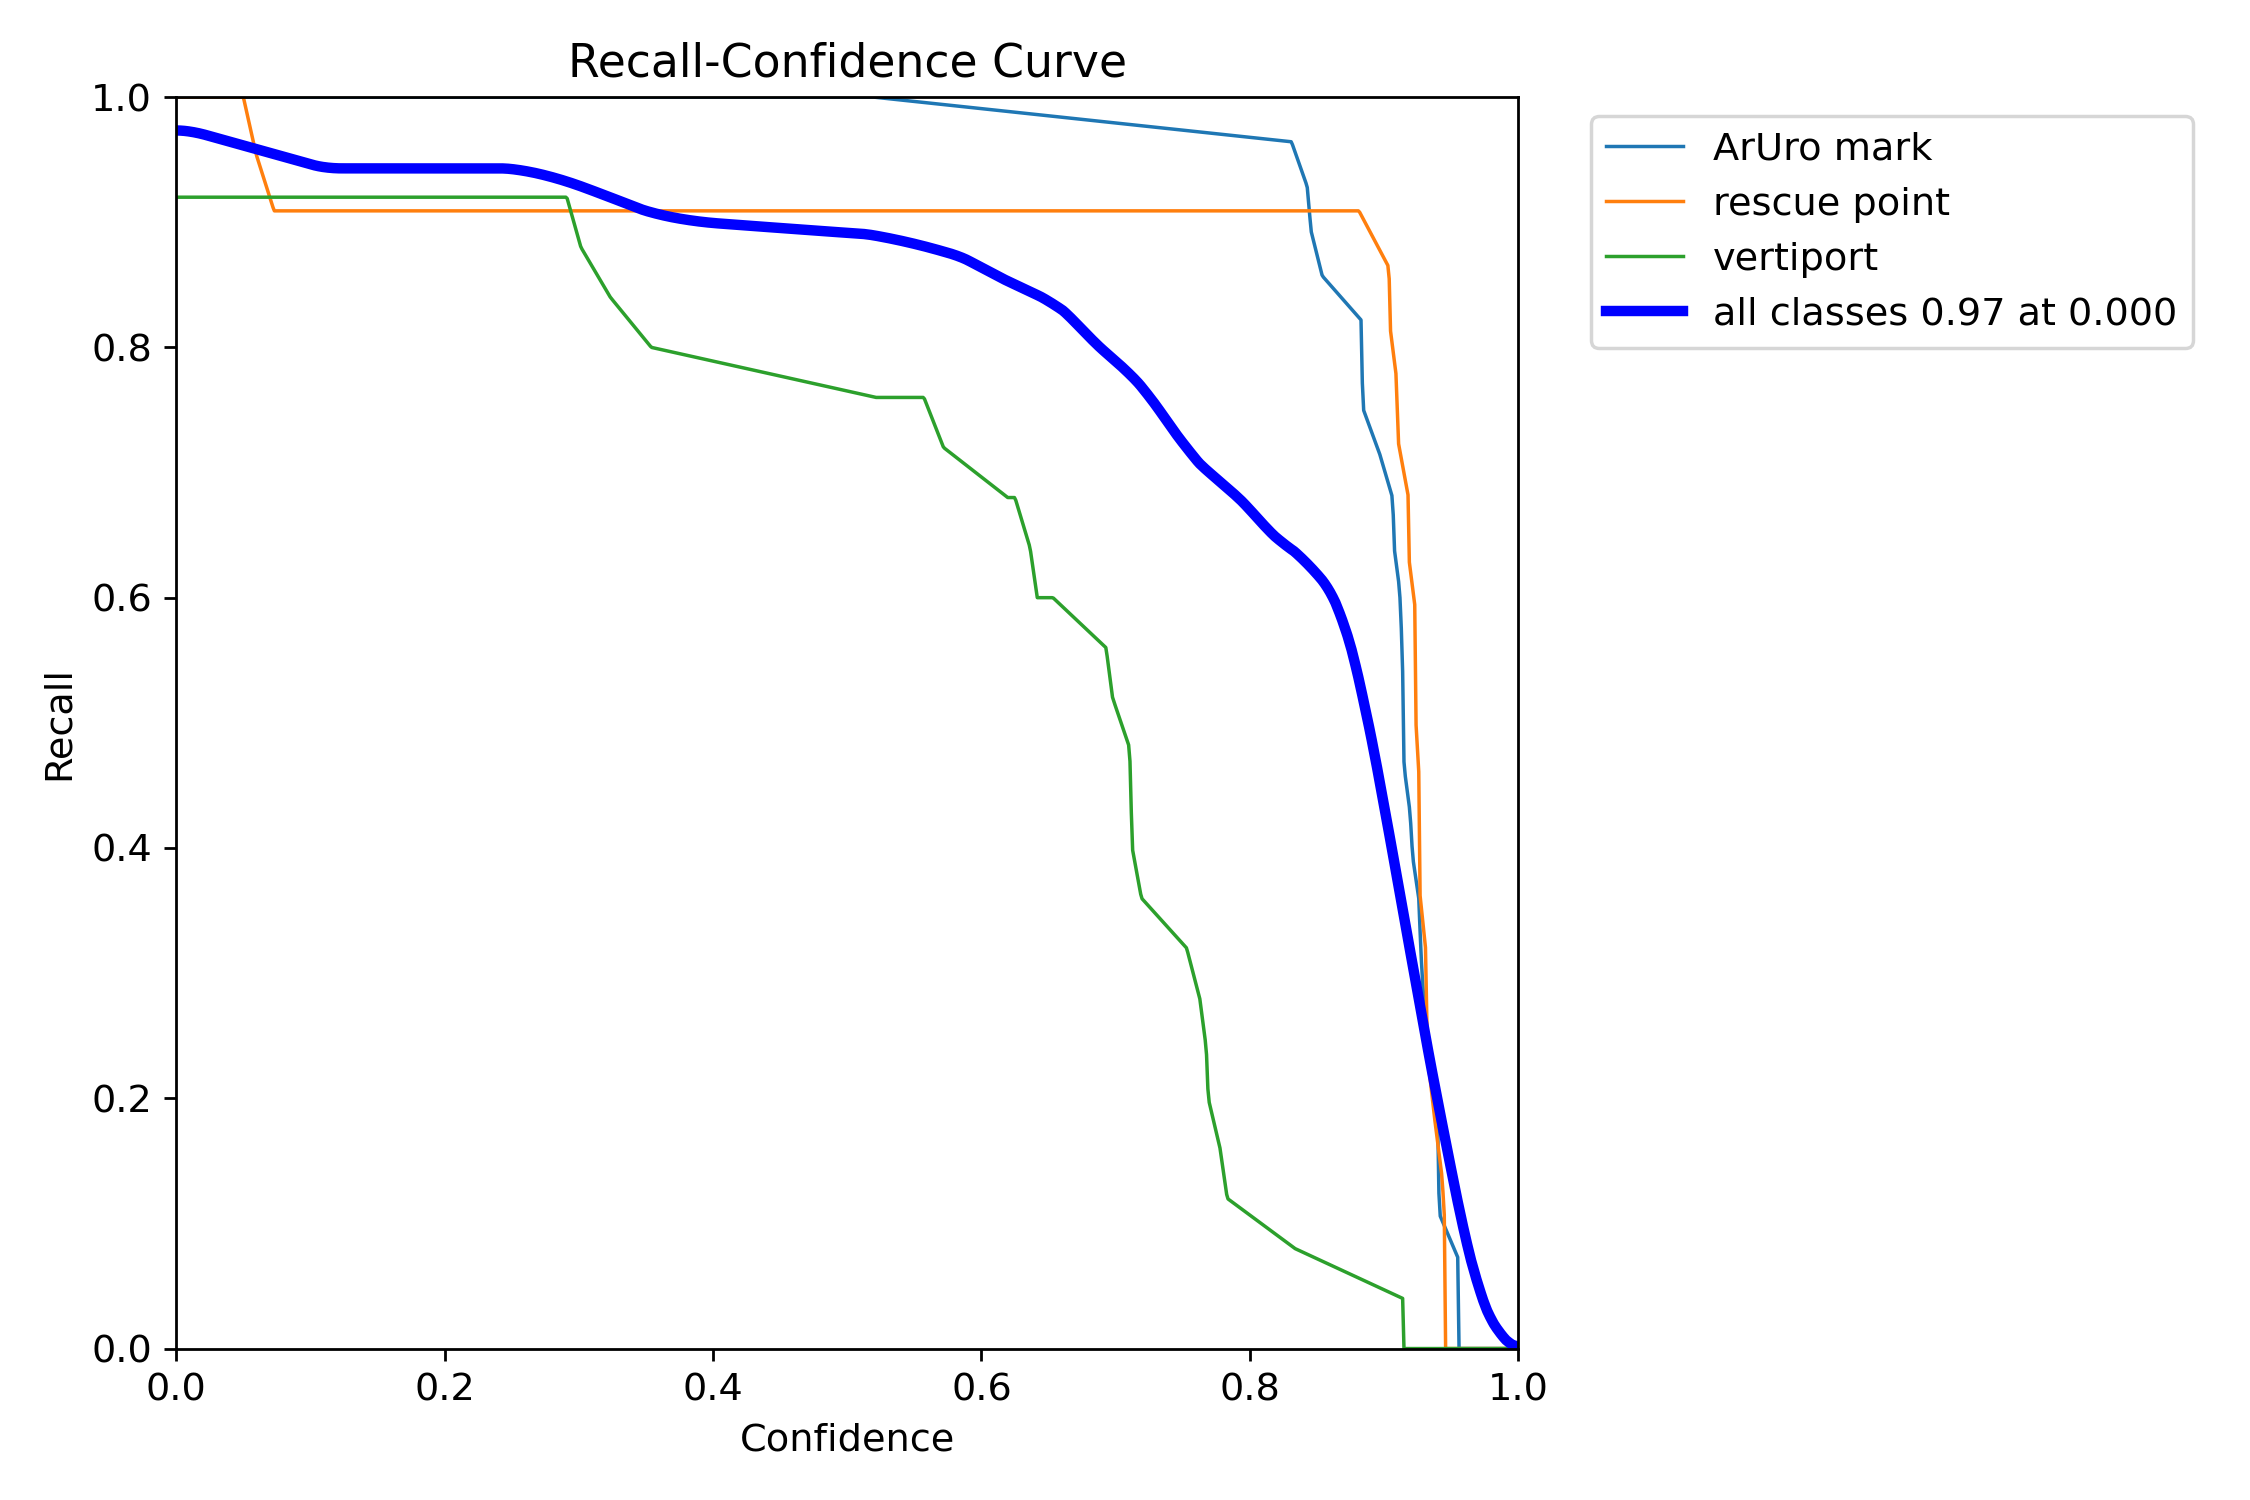 Recall-Confidence Curve
1.0
0.8
0.6
0.4
0.2
0.0
Recall
0.0 0.2 0.4 0.6 0.8 1.0
Confidence
ArUro mark
rescue point
vertiport
all classes 0.97 at 0.000